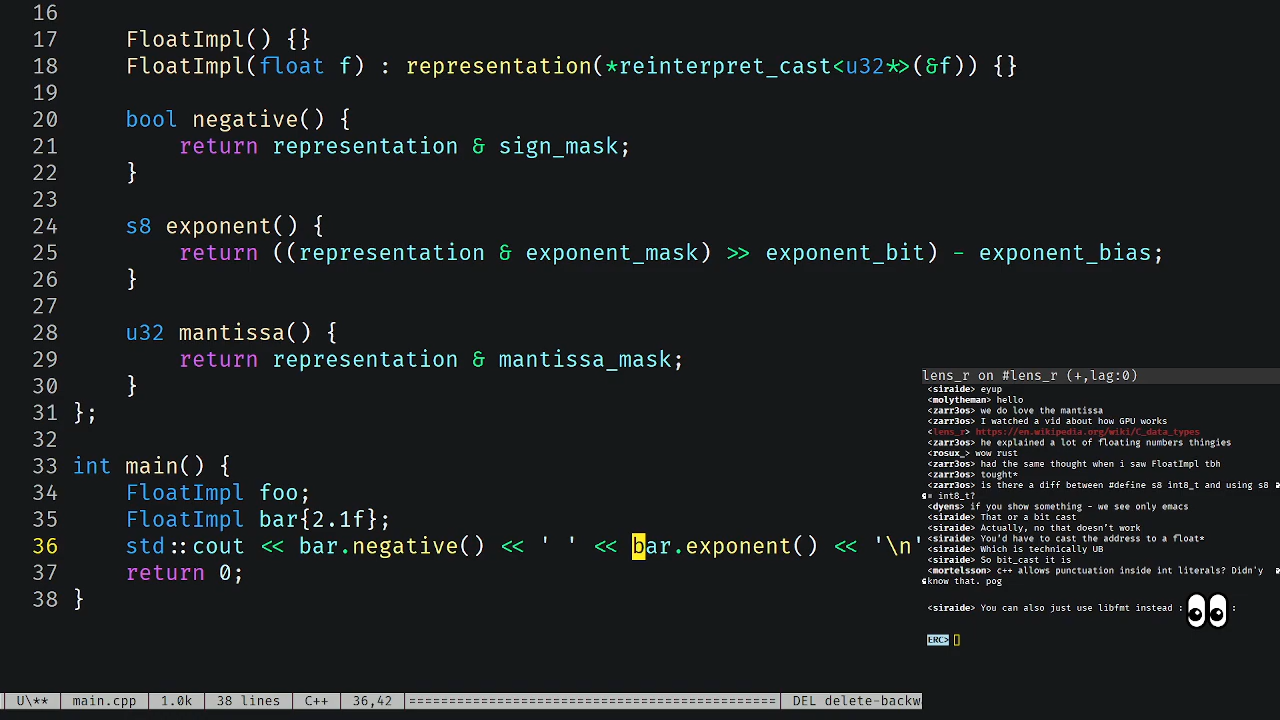 16
17 FloatImpl() {}
18 FloatImpl(float f) : representation(*reinterpret_cast<u32*>(&f)) {}
19
20 bool negative() {
21 return representation & sign_mask;
22 }
23
24 s8 exponent() {
25 return ((representation & exponent_mask) >> exponent_bit) - exponent_bias;
26 }
27
28 u32 mantissa() {
29 return representation & mantissa_mask;
30 }
31 };
32
33 int main() {
34 FloatImpl foo;
35 FloatImpl bar{2.1f};
36 std::cout << bar.negative() << ' ' << bar.exponent() << '\n'
37 return 0;
38 }
U\** main.cpp 1.0k 38 lines C++ 36,42 DEL delete-backw
lens_r on #lens_r (+,lag:0)
<siraide> eyup
<molytheman> hello
<zarr3os> we do love the mantissa
<zarr3os> I watched a vid about how GPU works
<lens_r> https://en.wikipedia.org/wiki/C_data_types
<zarr3os> he explained a lot of floating numbers thingies
<rosux_> wow rust
<zarr3os> had the same thought when i saw FloatImpl tbh
<zarr3os> tought*
<zarr3os> is there a diff between #define s8 int8_t and using s8
= int8_t?
<dyens> if you show something - we see only emacs
<siraide> That or a bit cast
<siraide> Actually, no that doesn’t work
<siraide> You’d have to cast the address to a float*
<siraide> Which is technically UB
<siraide> So bit_cast it is
<mortelsson> c++ allows punctuation inside int literals? Didn'y
know that. pog
<siraide> You can also just use libfmt instead : :
ERC>